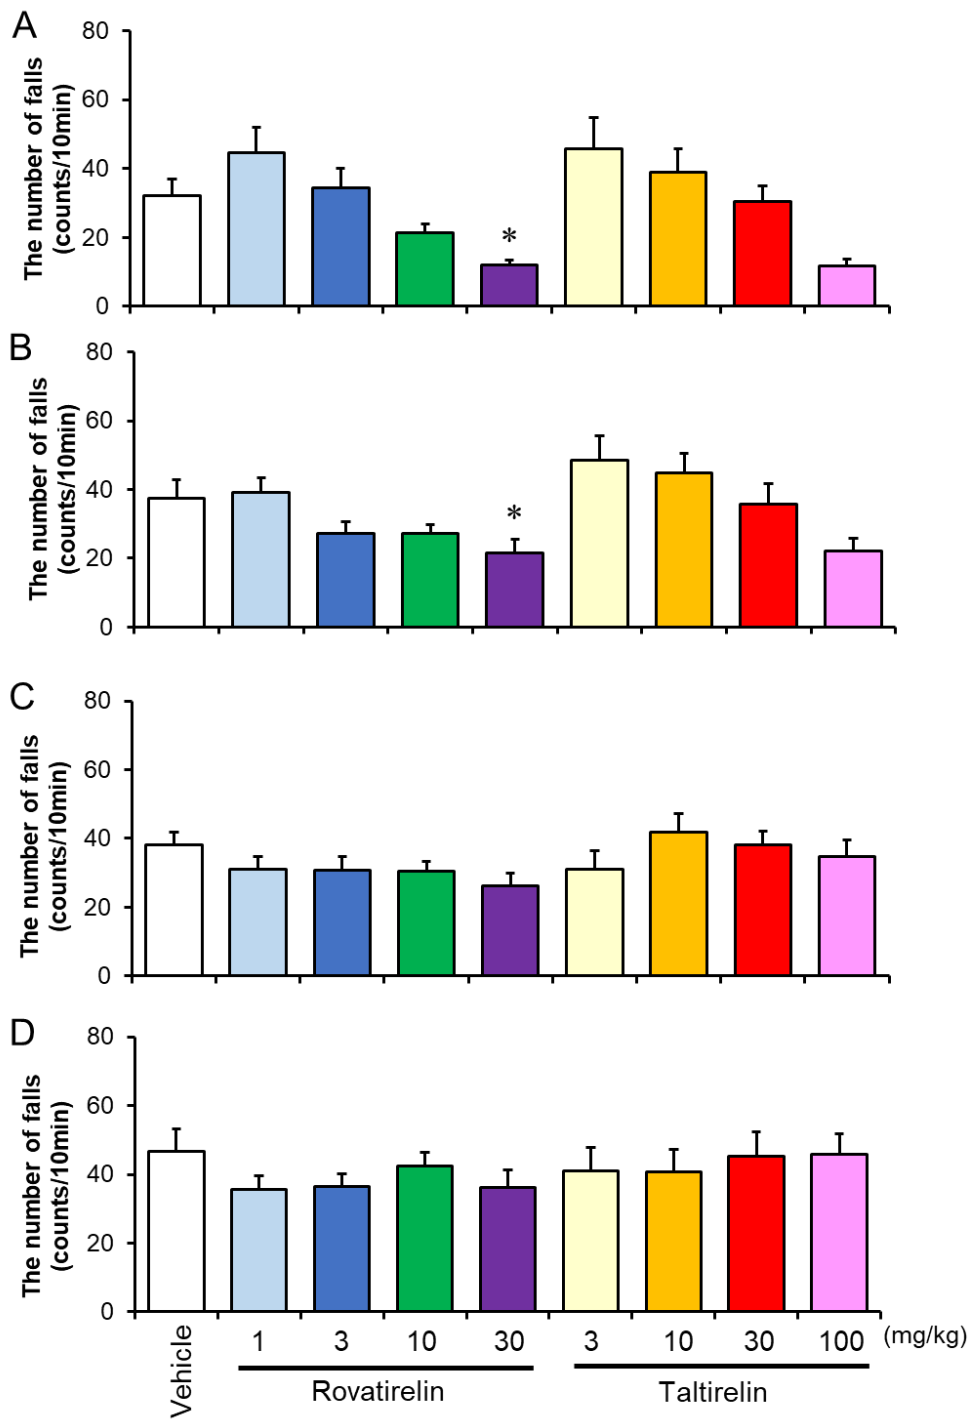 A
The number of falls
(counts/10min)
80
60
40
20
0
*
B
The number of falls
(counts/10min)
80
60
40
20
0
*
C
The number of falls
(counts/10min)
80
60
40
20
0
D
The number of falls
(counts/10min)
80
60
40
20
0
Vehicle
1 3 10 30 3 10 30 100 (mg/kg)
Rovatirelin Taltirelin